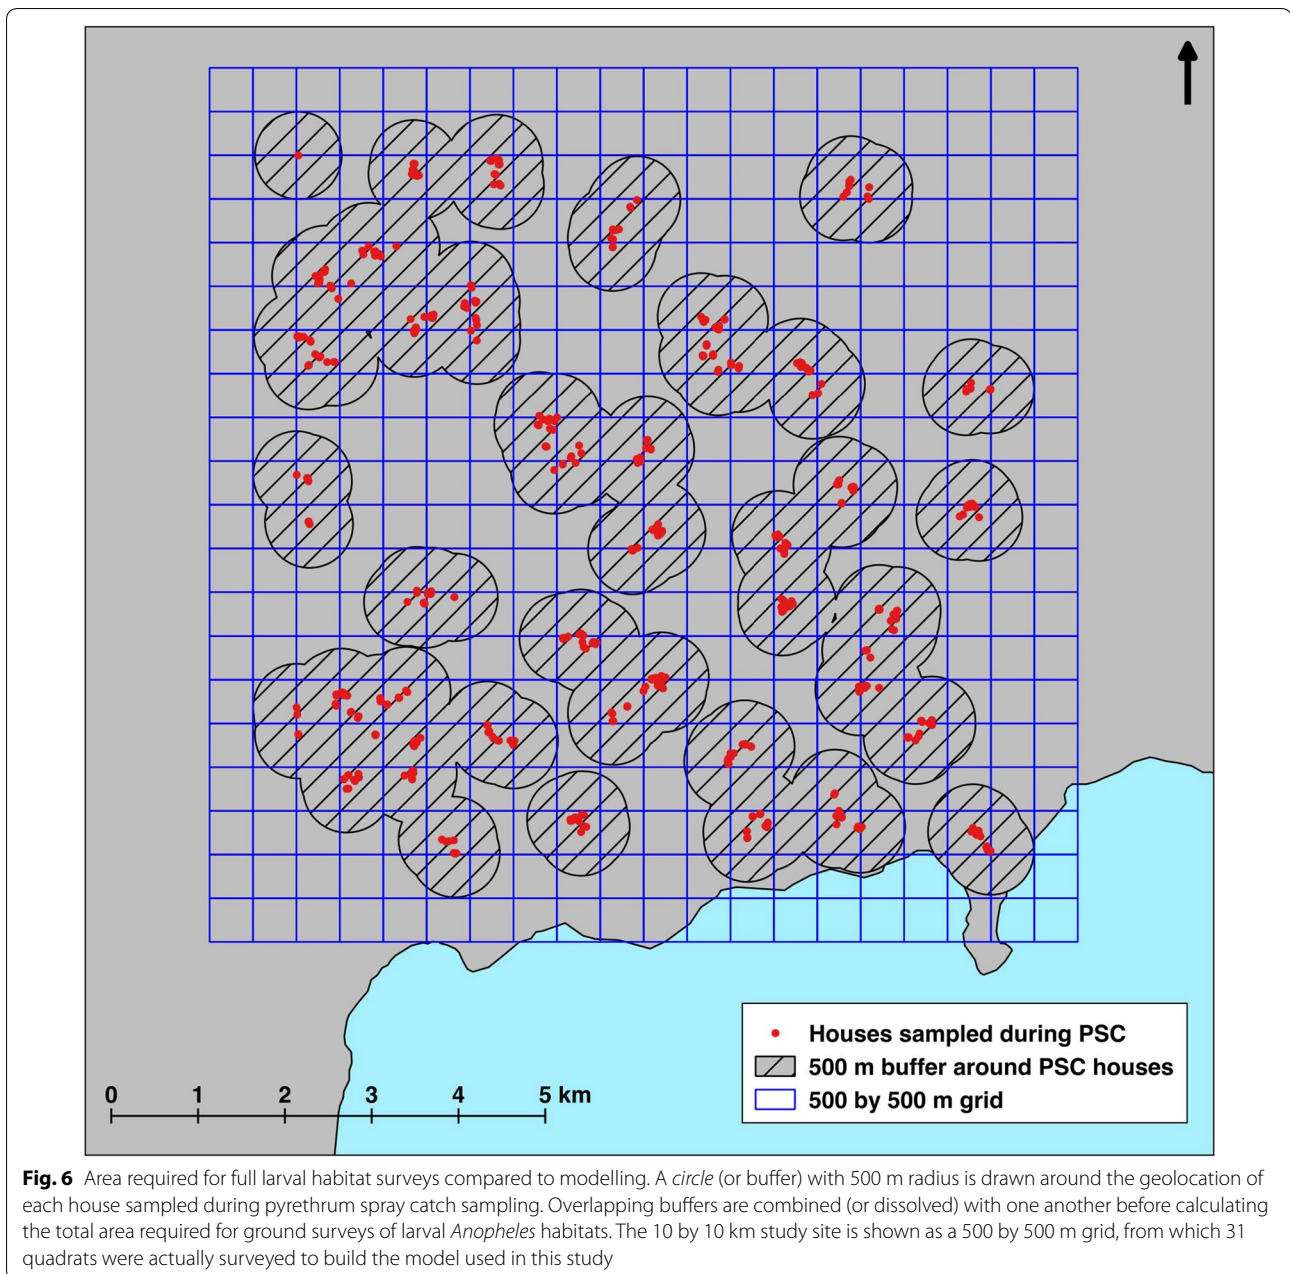 Houses sampled during PSC
500 m buffer around PSC houses
500 by 500 m grid
0 1 2 3 4 5 km
Fig. 6 Area required for full larval habitat surveys compared to modelling. A circle (or buffer) with 500 m radius is drawn around the geolocation of
each house sampled during pyrethrum spray catch sampling. Overlapping buffers are combined (or dissolved) with one another before calculating
the total area required for ground surveys of larval Anopheles habitats. The 10 by 10 km study site is shown as a 500 by 500 m grid, from which 31
quadrats were actually surveyed to build the model used in this study